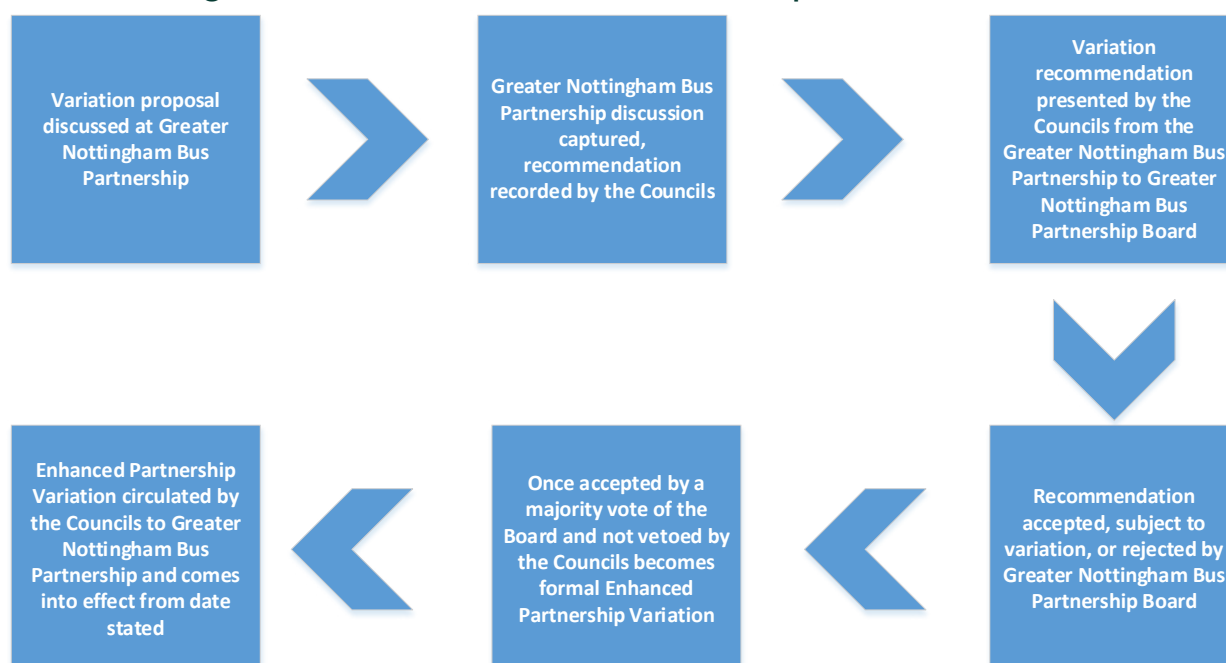 Variation proposal
discussed at Greater
Nottingham Bus
Partnership
Greater Nottingham Bus
Partnership discussion
captured,
recommendation
recorded by the Councils
Variation
recommendation
presented by the
Councils from the
Greater Nottingham Bus
Partnership to Greater
Nottingham Bus
Partnership Board
Recommendation
accepted, subject to
variation, or rejected by
Greater Nottingham Bus
Partnership Board
Once accepted by a
majority vote of the
Board and not vetoed by
the Councils becomes
formal Enhanced
Partnership Variation
Enhanced Partnership
Variation circulated by
the Councils to Greater
Nottingham Bus
Partnership and comes
into effect from date
stated